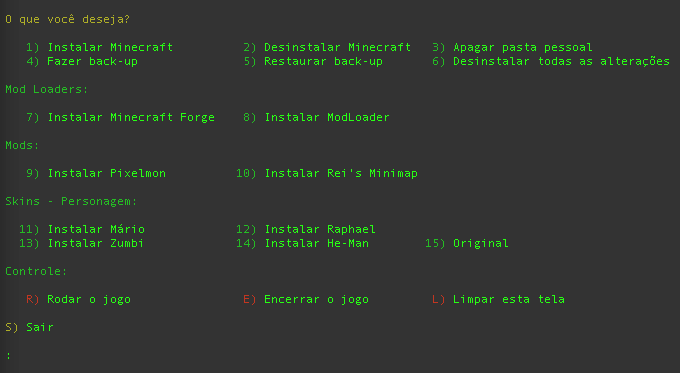 O que você deseja?
1) Instalar Minecraft 2) Desinstalar Minecraft 3) Apagar pasta pessoal
4) Fazer back-up 5) Restaurar back-up 6) Desinstalar todas as alterações
Mod Loaders:
7) Instalar Minecraft Forge 8) Instalar ModLoader
Mods:
9) Instalar Pixelmon 10) Instalar Rei's Minimap
Skins - Personagem:
11) Instalar Mário 12) Instalar Raphael
13) Instalar Zumbi 14) Instalar He-Man 15) Original
Controle:
R) Rodar o jogo E) Encerrar o jogo L) Limpar esta tela
S) Sair
: